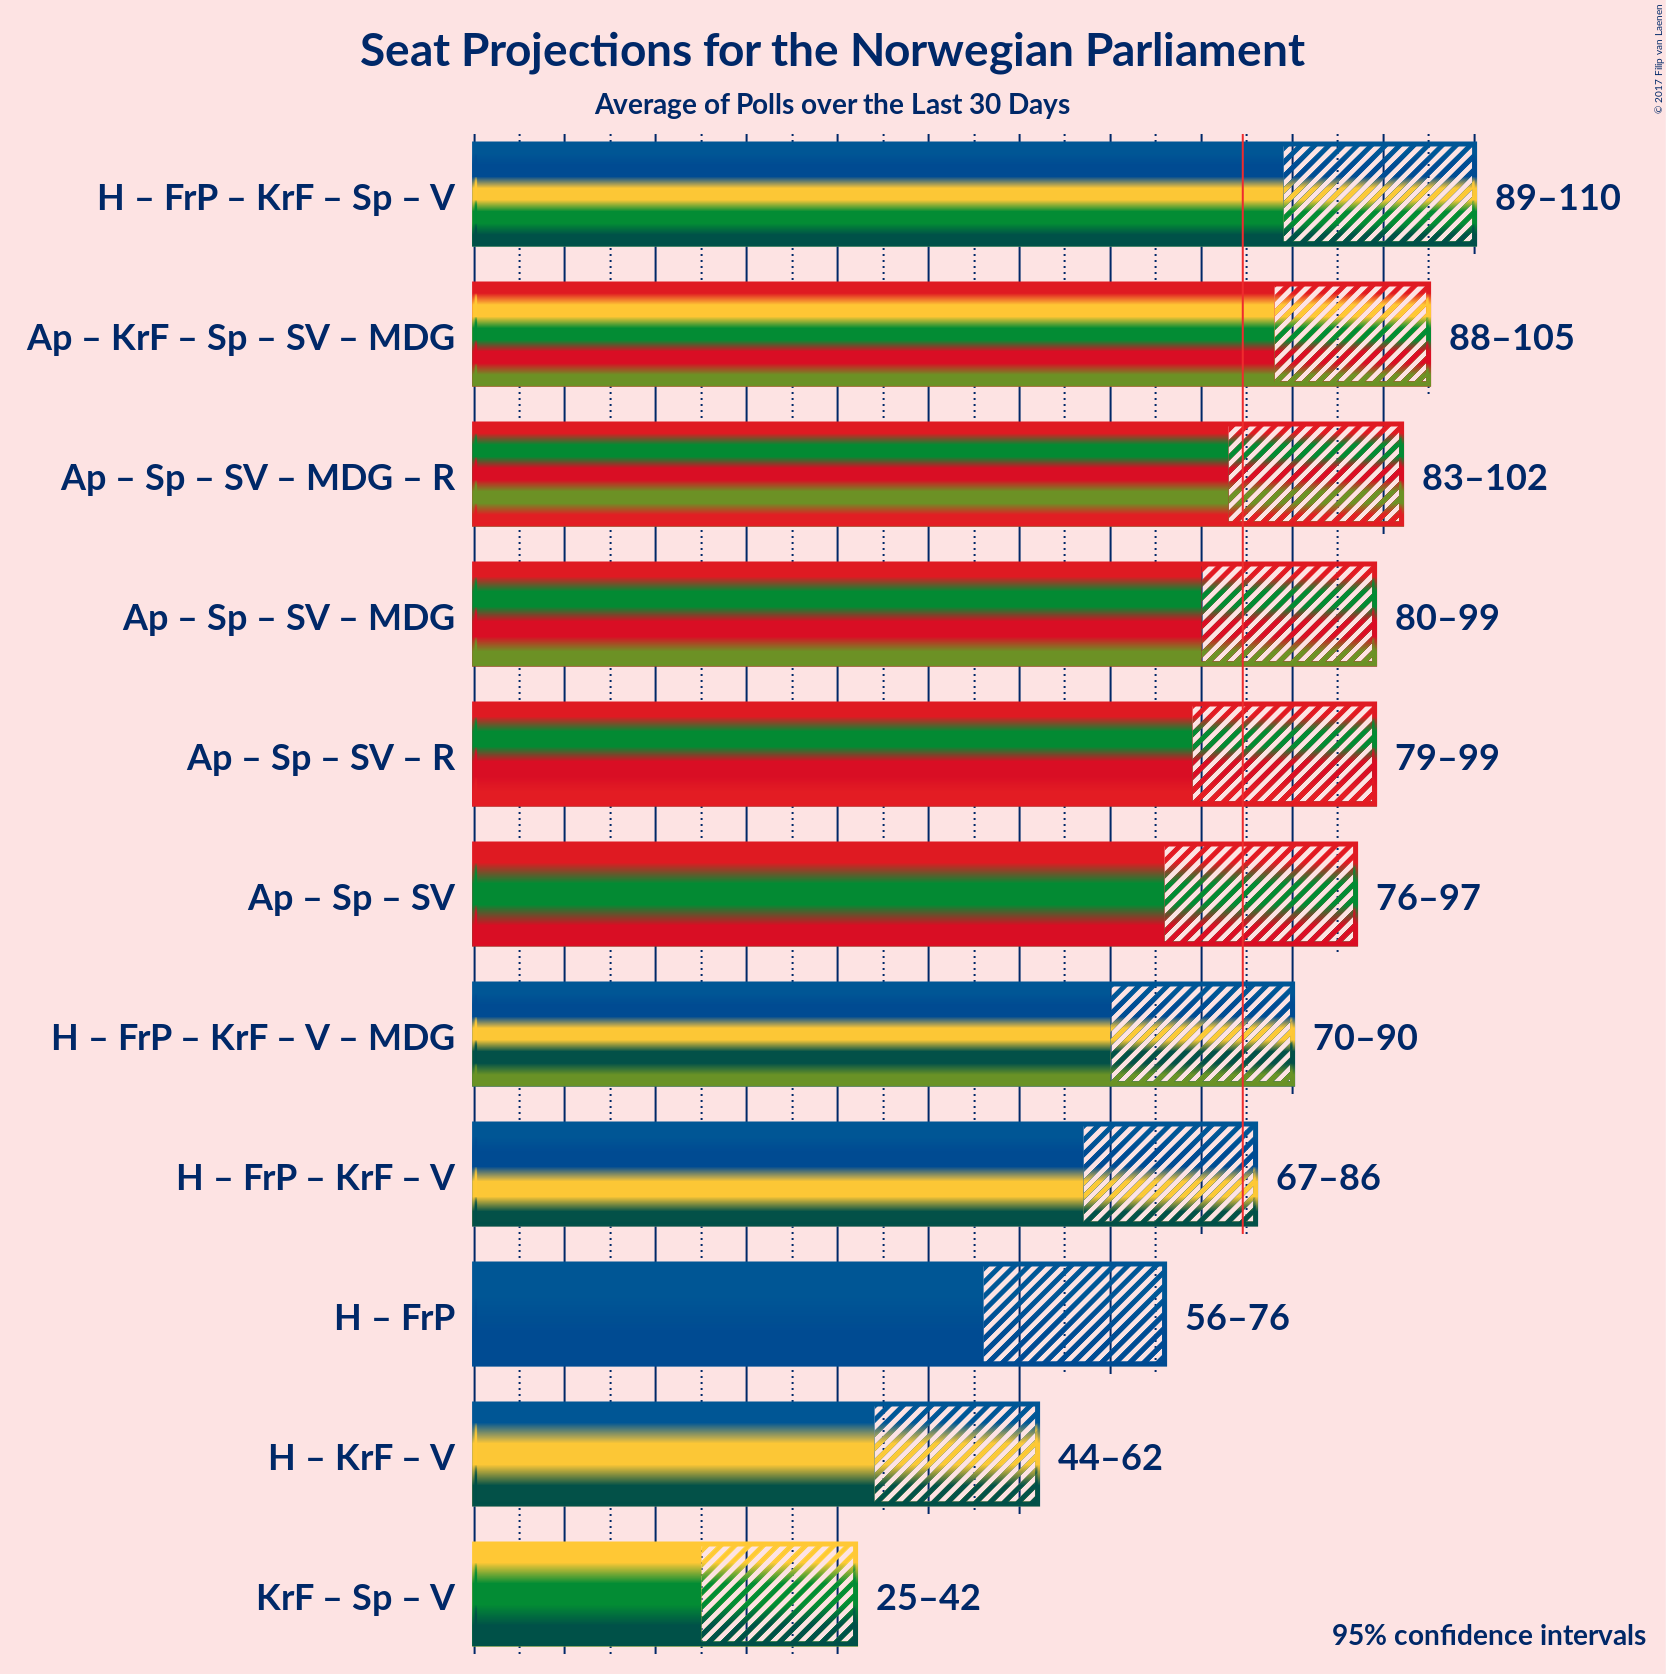 Seat Projections for the Norwegian Parliament
Average of Polls over the Last 30 Days
© 2017 Filip van Laenen
H – FrP – KrF – Sp – V 89–110
Ap – KrF – Sp – SV – MDG 88–105
Ap – Sp – SV – MDG – R 83–102
Ap – Sp – SV – MDG 80–99
Ap – Sp – SV – R 79–99
Ap – Sp – SV 76–97
H – FrP – KrF – V – MDG 70–90
H – FrP – KrF – V 67–86
H – FrP 56–76
H – KrF – V 44–62
KrF – Sp – V 25–42
95% confidence intervals